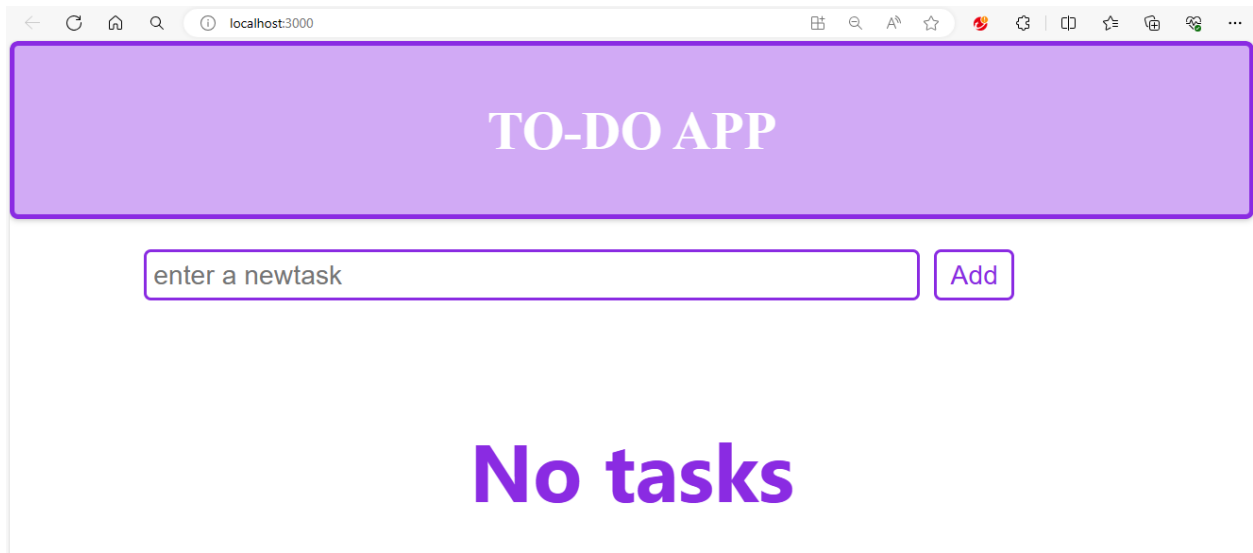 localhost:3000
TO-DO APP
enter a newtask
Add
No tasks